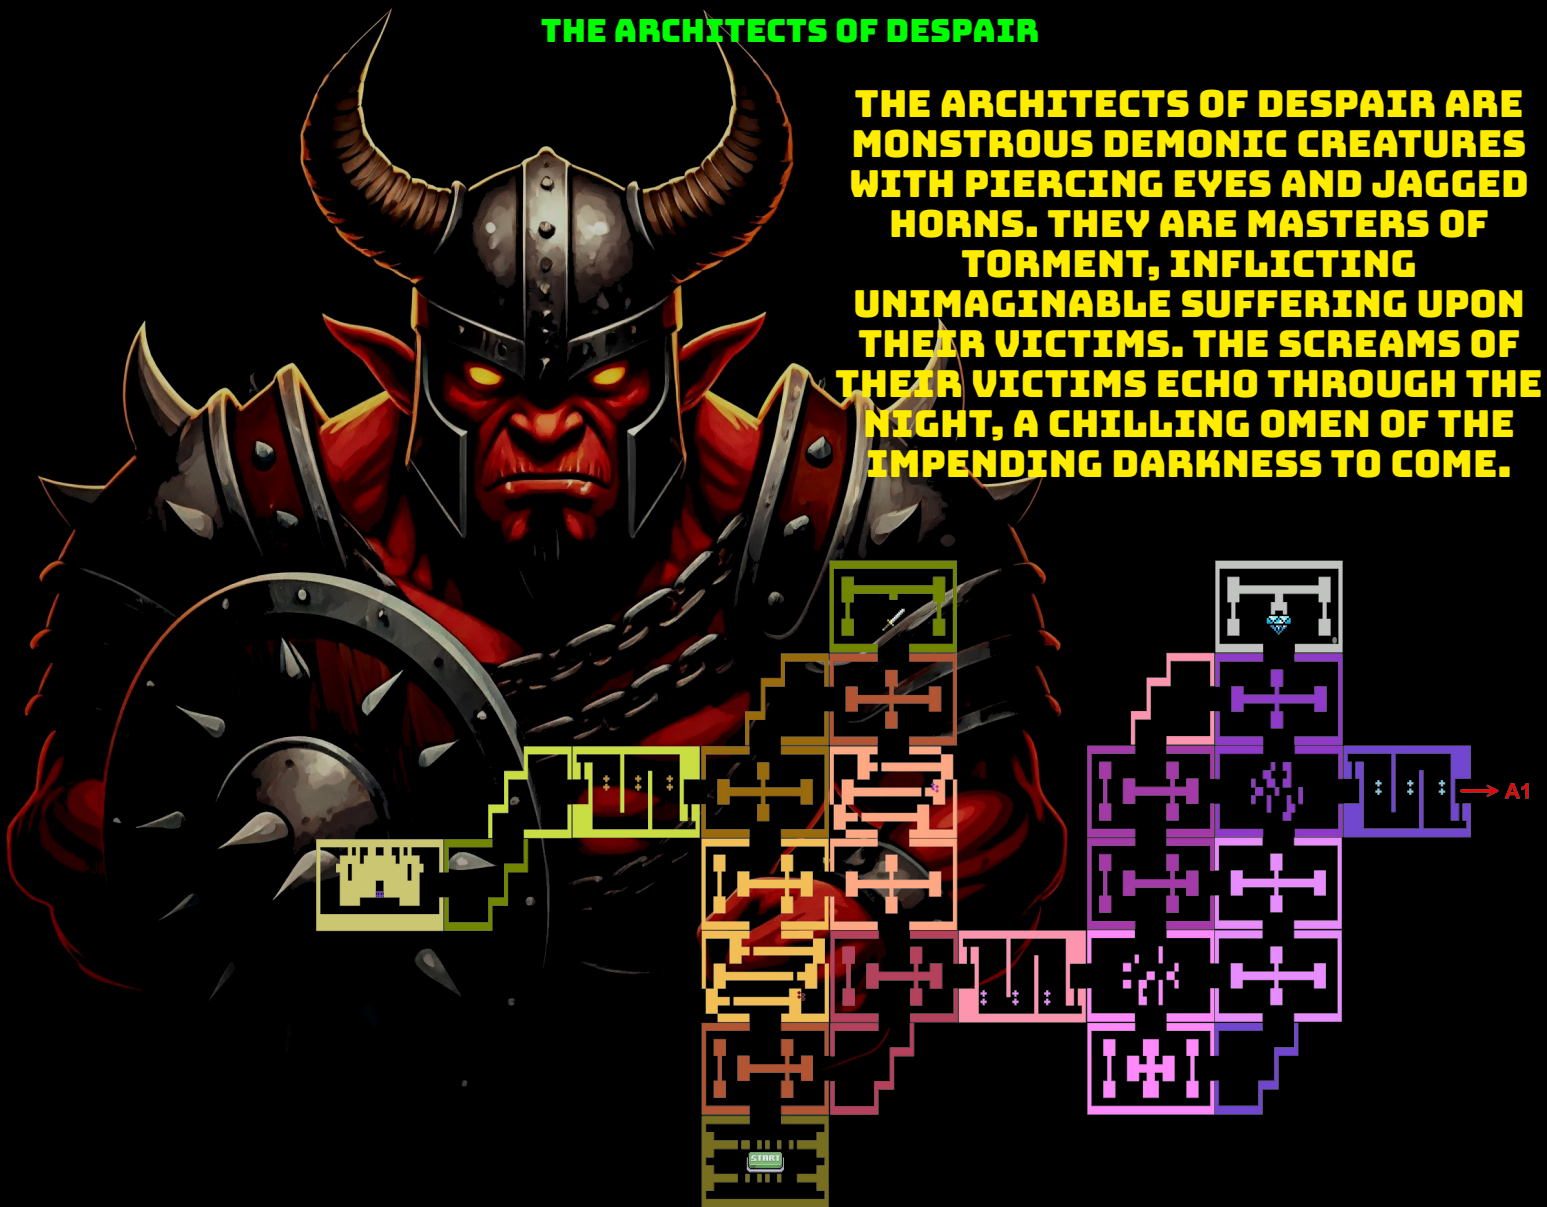 THE ARCHITECTS OF DESPAIR
THE ARCHITECTS OF DESPAIR ARE
MONSTROUS DEMONIC CREATURES
WITH PIERCING EYES AND JAGGED
HORNS. THEY ARE MASTERS OF
TORMENT, INFLICTING
UNIMAGINABLE SUFFERING UPON
THEIR VICTIMS. THE SCREAMS OF
THEIR VICTIMS ECHO THROUGH THE
NIGHT, A CHILLING OMEN OF THE
IMPENDING DARKNESS TO COME.
A1
START